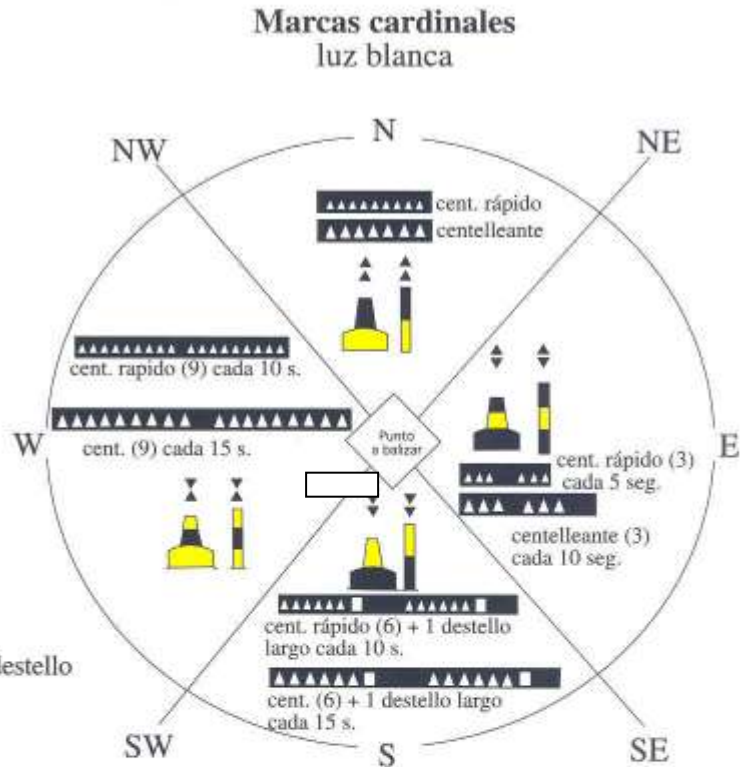 Marcas cardinales
luz blanca
N
NW
NE
cent. rápido
centelleante
cent. rapido (9) cada 10 s.
W
cent. (9) cada 15 s.
Punto
a balizar
E
cent. rápido (3)
cada 5 seg.
centelleante (3)
cada 10 seg.
cent. rápido (6) + 1 destello
largo cada 10 s.
estello
cent. (6) + 1 destello largo
cada 15 s.
SW
S
SE